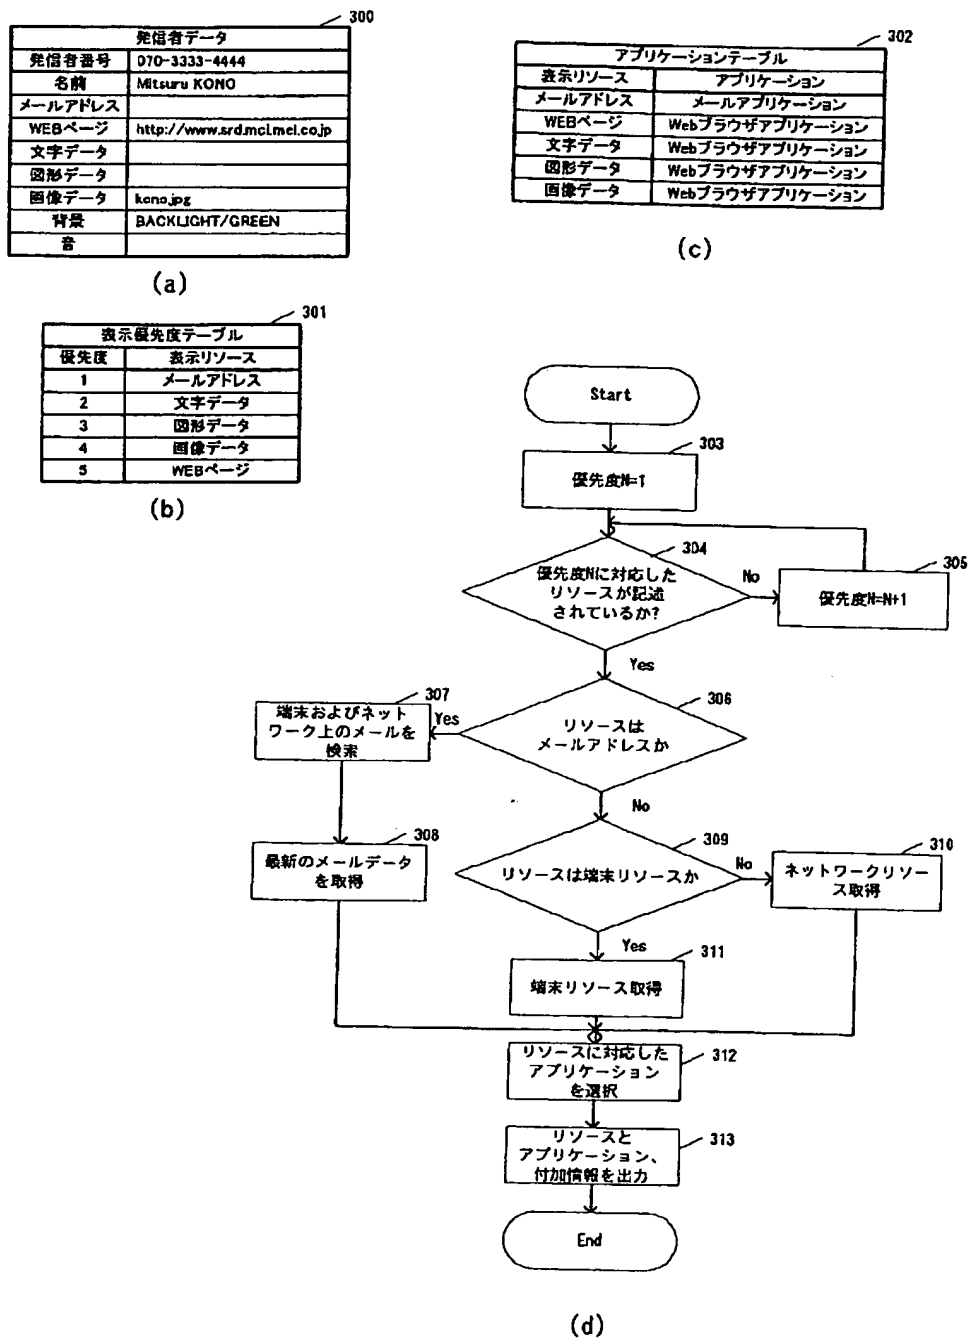 300
発信者データ
発信者番号 070-3333-4444
名前 Mitsuru KONO
メールアドレス
WEBページ http://www.srd.mci.mei.co.jp
文字データ
図形データ
画像データ kono.jpg
背景 BACKLIGHT/GREEN
音
(a)
302
アプリケーションテーブル
表示リソース アプリケーション
メールアドレス メールアプリケーション
WEBページ Webブラウザアプリケーション
文字データ Webブラウザアプリケーション
図形データ Webブラウザアプリケーション
画像データ Webブラウザアプリケーション
(c)
301
表示優先度テーブル
優先度 表示リソース
1 メールアドレス
2 文字データ
3 図形データ
4 画像データ
5 WEBページ
(b)
Start
303
優先度N=1
304
優先度Nに対応した
リソースが記述
されているか?
No
305
優先度N=N+1
Yes
306
リソースは
メールアドレスか
Yes
307
端末およびネット
ワーク上のメールを
検索
308
最新のメールデータ
を取得
No
309
リソースは端末リソースか
No
310
ネットワークリソー
ス取得
Yes
311
端末リソース取得
312
リソースに対応した
アプリケーション
を選択
313
リソースと
アプリケーション、
付加情報を出力
End
(d)